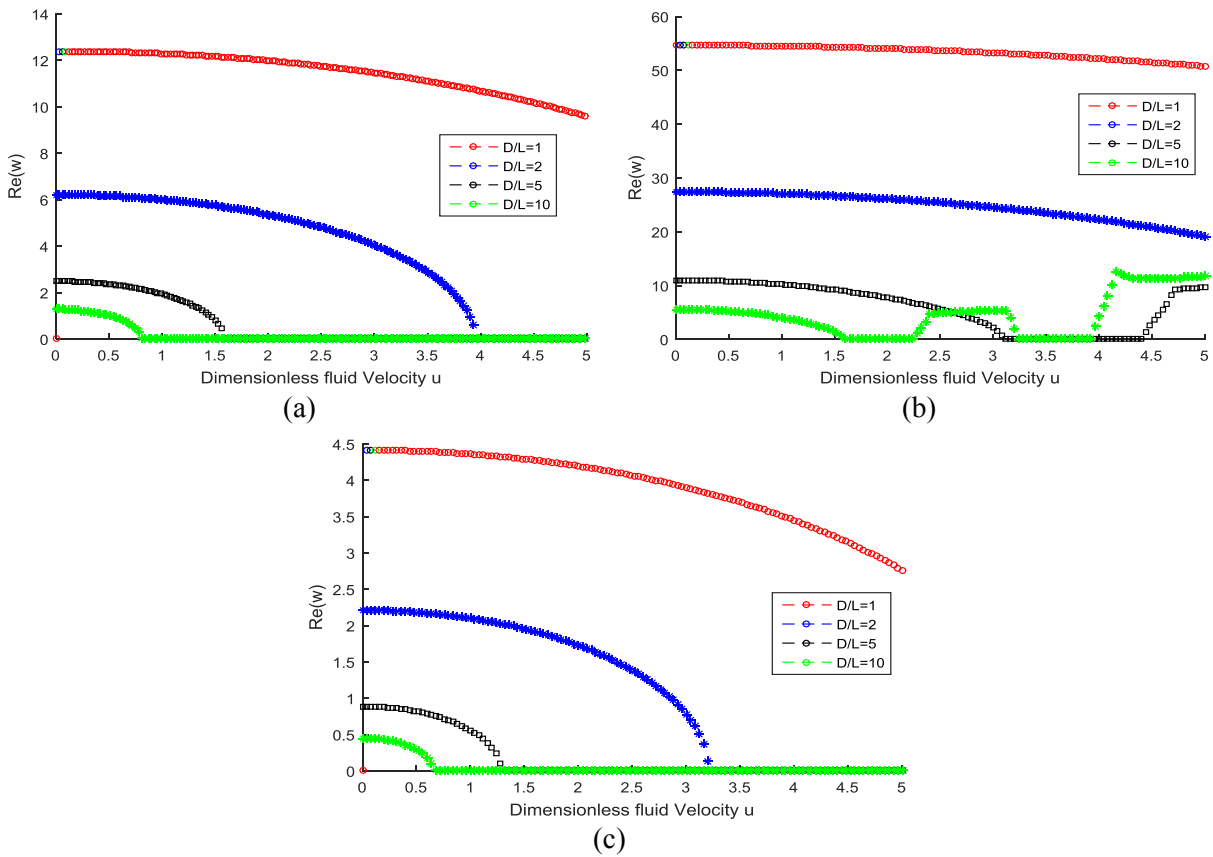 14
12
10
8
6
4
2
0
Re(w)
0 0.5 1 1.5 2 2.5 3 3.5 4 4.5 5
Dimensionless fluid Velocity u
D/L=1
D/L=2
D/L=5
D/L=10
(a)
60
50
40
30
20
10
0
Re(w)
0 0.5 1 1.5 2 2.5 3 3.5 4 4.5 5
Dimensionless fluid Velocity u
D/L=1
D/L=2
D/L=5
D/L=10
(b)
4.5
4
3.5
3
2.5
2
1.5
1
0.5
0
Re(w)
0 0.5 1 1.5 2 2.5 3 3.5 4 4.5 5
Dimensionless fluid Velocity u
D/L=1
D/L=2
D/L=5
D/L=10
(c)